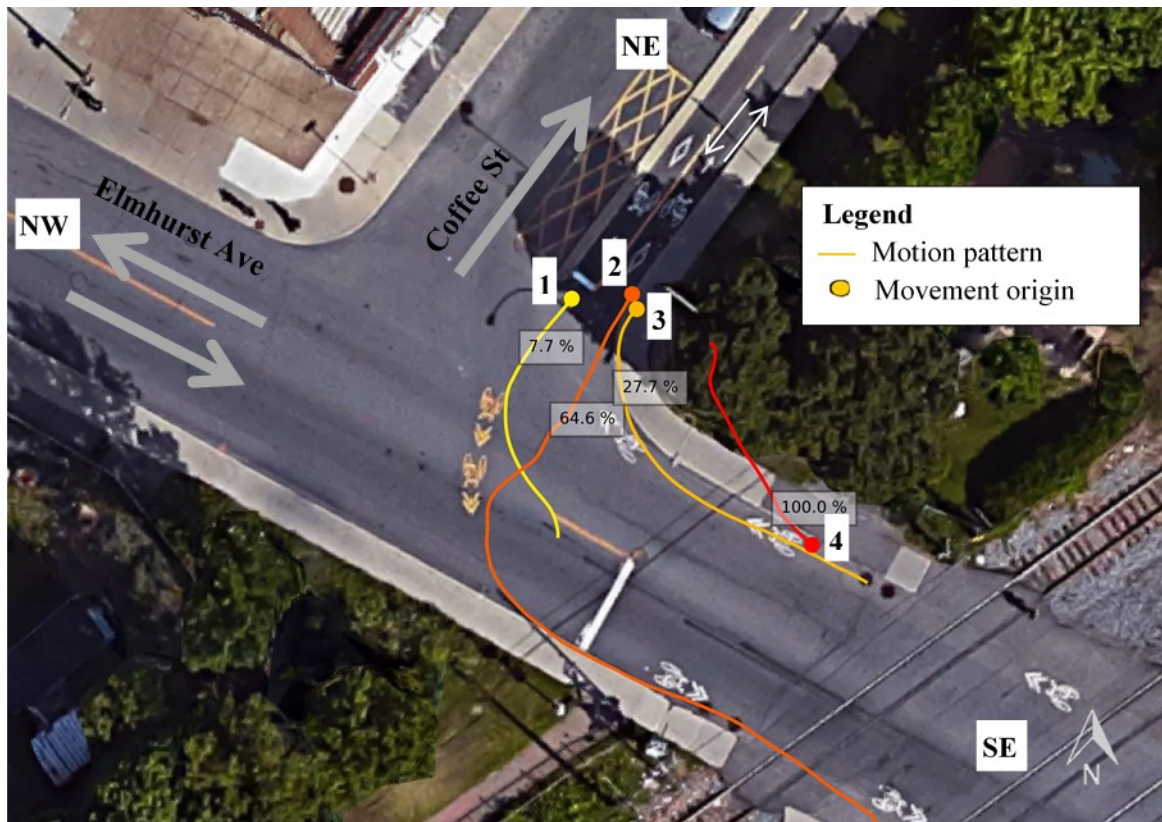 NE
NW
Elmhurst Ave
Coffee St
Legend
Motion pattern
Movement origin
1
2
3
7.7 %
27.7 %
64.6 %
100.0 %
4
SE
N